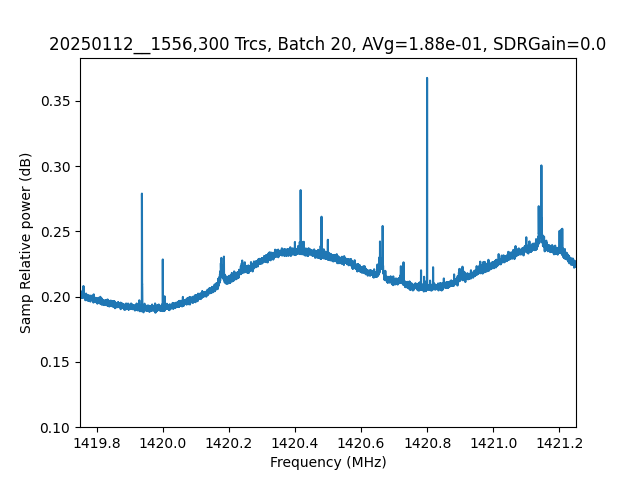 20250112__1556,300 Trcs, Batch 20, AVg=1.88e-01, SDRGain=0.0
Samp Relative power (dB)
0.35
0.30
0.25
0.20
0.15
0.10
1419.8 1420.0 1420.2 1420.4 1420.6 1420.8 1421.0 1421.2
Frequency (MHz)